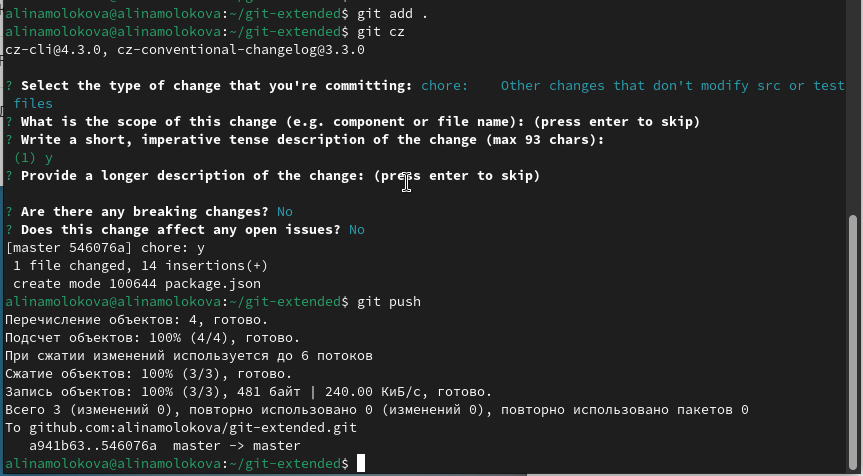 alinamolokova@alinamolokova:~/git-extended$ git add .
alinamolokova@alinamolokova:~/git-extended$ git cz
cz-cli@4.3.0, cz-conventional-changelog@3.3.0
? Select the type of change that you're committing: chore:    Other changes that don't modify src or test
files
? What is the scope of this change (e.g. component or file name): (press enter to skip)
? Write a short, imperative tense description of the change (max 93 chars):
(1) y
? Provide a longer description of the change: (press enter to skip)
? Are there any breaking changes? No
? Does this change affect any open issues? No
[master 546076a] chore: y
1 file changed, 14 insertions(+)
create mode 100644 package.json
alinamolokova@alinamolokova:~/git-extended$ git push
Перечисление объектов: 4, готово.
Подсчет объектов: 100% (4/4), готово.
При сжатии изменений используется до 6 потоков
Сжатие объектов: 100% (3/3), готово.
Запись объектов: 100% (3/3), 481 байт | 240.00 КиБ/с, готово.
Всего 3 (изменений 0), повторно использовано 0 (изменений 0), повторно использовано пакетов 0
To github.com:alinamolokova/git-extended.git
a941b63..546076a  master -> master
alinamolokova@alinamolokova:~/git-extended$